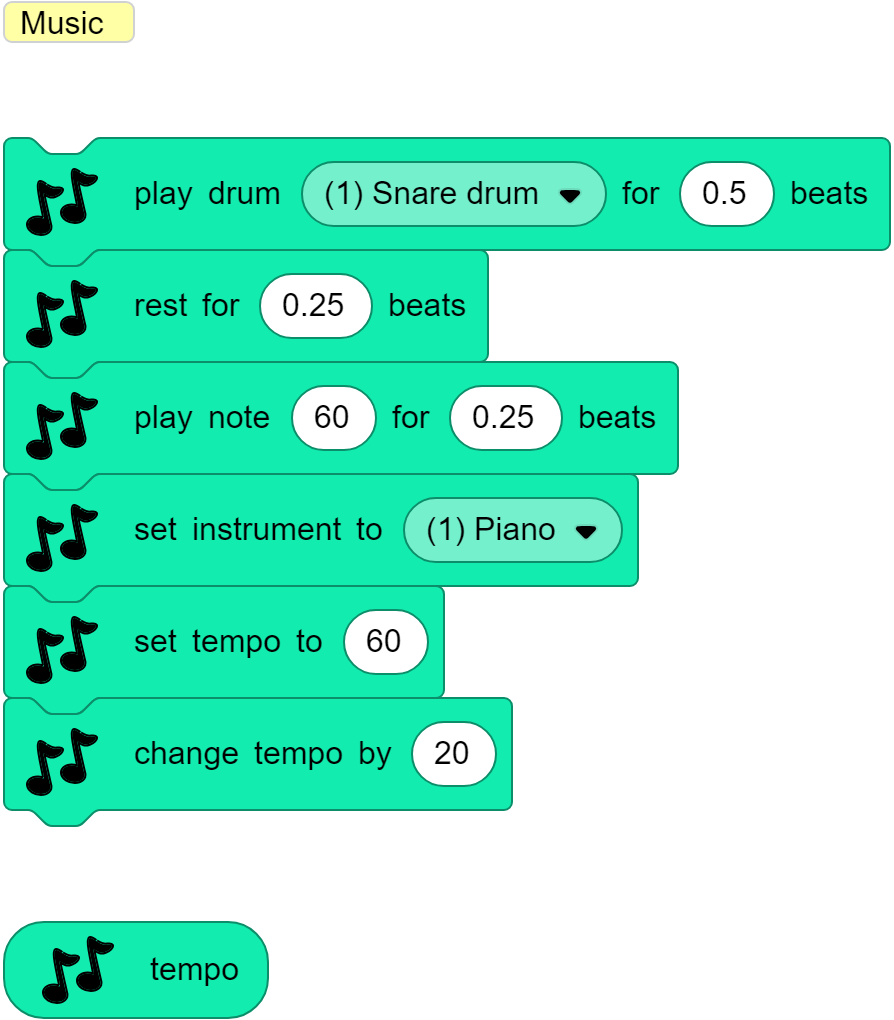 Music
play drum (1) Snare drum for 0.5 beats
rest for 0.25 beats
play note 60 for 0.25 beats
set instrument to (1) Piano
set tempo to 60
change tempo by 20
tempo